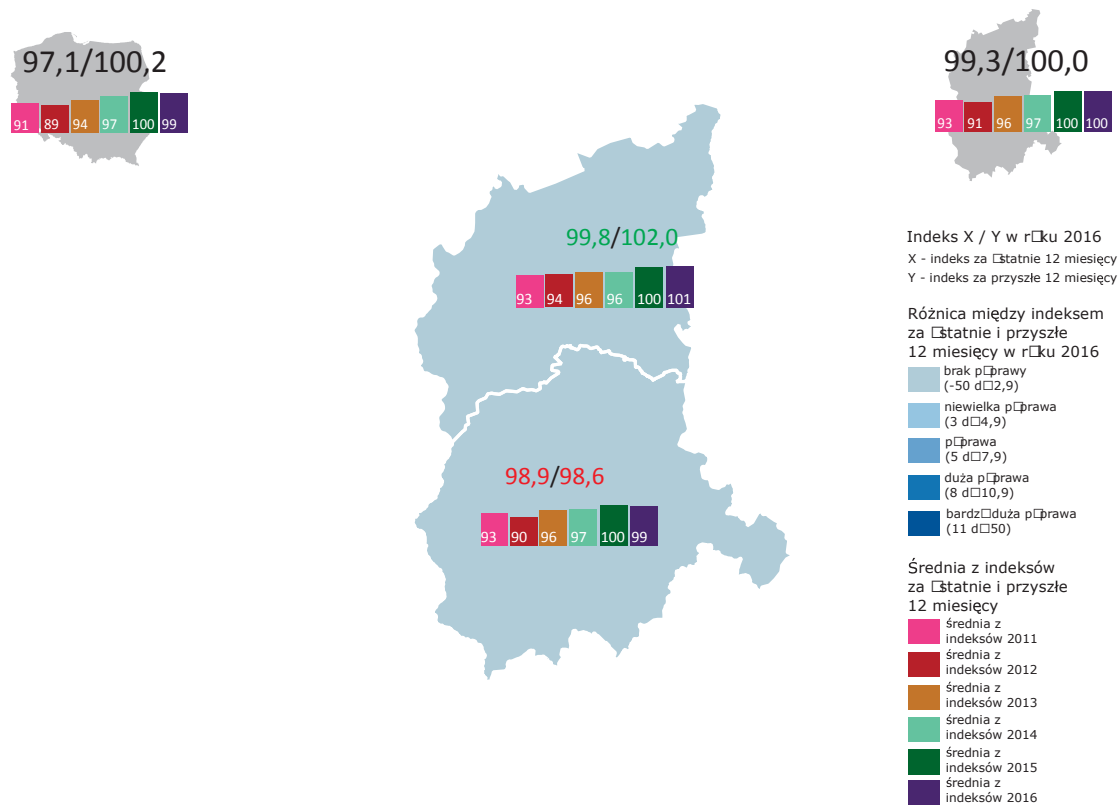 97,1/100,2
91 89 94 97 100 99
99,3/100,0
93 91 96 97 100 100
99,8/102,0
93 94 96 96 100 101
98,9/98,6
93 90 96 97 100 99
Indeks X / Y w r□ku 2016
X - indeks za □statnie 12 miesięcy
Y - indeks za przyszłe 12 miesięcy
Różnica między indeksem
za □statnie i przyszłe
12 miesięcy w r□ku 2016
brak p□prawy
(-50 d□2,9)
niewielka p□prawa
(3 d□4,9)
p□prawa
(5 d□7,9)
duża p□prawa
(8 d□10,9)
bardz□duża p□prawa
(11 d□50)
Średnia z indeksów
za □statnie i przyszłe
12 miesięcy
średnia z
indeksów 2011
średnia z
indeksów 2012
średnia z
indeksów 2013
średnia z
indeksów 2014
średnia z
indeksów 2015
średnia z
indeksów 2016